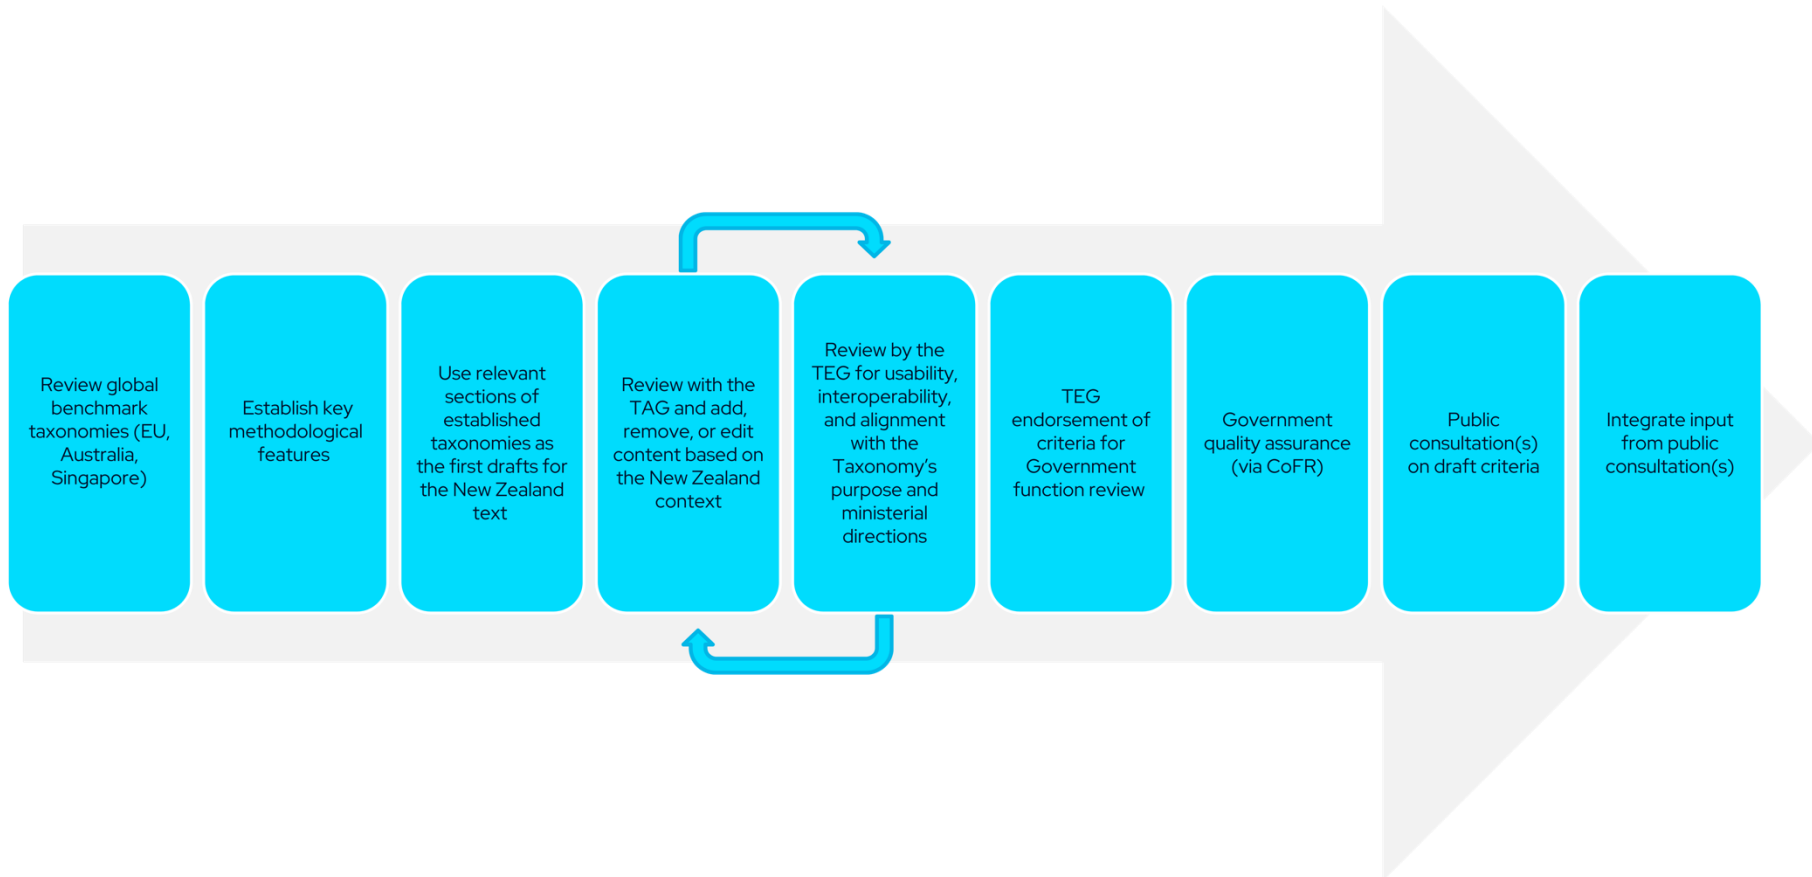 Review global
benchmark
taxonomies (EU,
Australia,
Singapore)
Establish key
methodological
features
Use relevant
sections of
established
taxonomies as
the first drafts for
the New Zealand
text
Review with the
TAG and add,
remove, or edit
content based on
the New Zealand
context
Review by the
TEG for usability,
interoperability,
and alignment
with the
Taxonomy’s
purpose and
ministerial
directions
TEG
endorsement of
criteria for
Government
function review
Government
quality assurance
(via CoFR)
Public
consultation(s)
on draft criteria
Integrate input
from public
consultation(s)